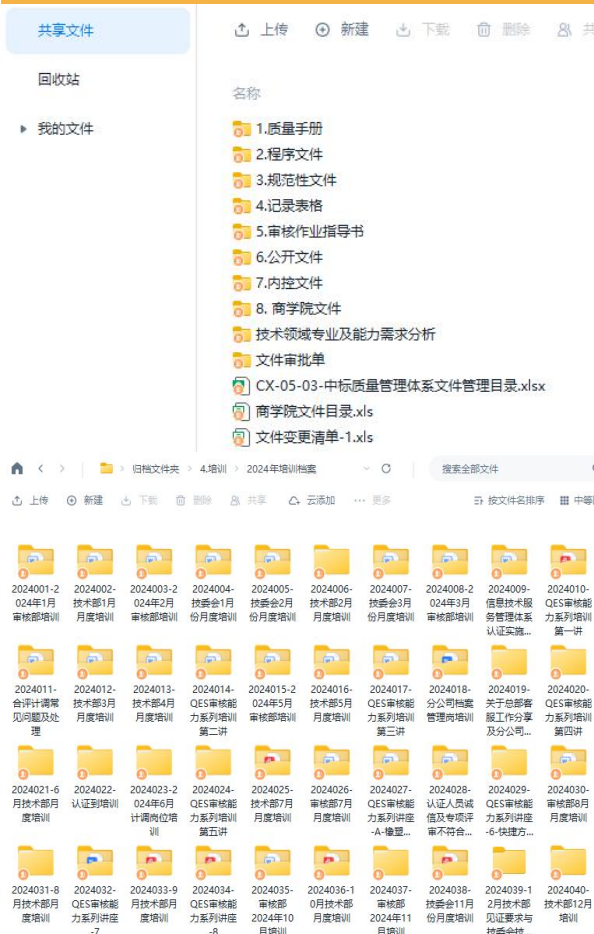 共享文件
上传 新建 下载 删除
回收站
名称
我的文件
1.质量手册
2.程序文件
3.规范性文件
4.记录表格
5.审核作业指导书
6.公开文件
7.内控文件
8. 商学院文件
技术领域专业及能力需求分析
文件审批单
CX-05-03-中标质量管理体系文件管理目录.xlsx
商学院文件目录.xls
文件变更清单-1.xls
归档文件夹 4.培训 2024年培训档案 搜索全部文件
上传 新建 下载 删除 共享 云添加 更多 按文件名排序
2024001-2 2024002- 2024003-2 2024004- 2024005- 2024006- 2024007- 2024008-2 2024009- 2024010-
024年1月 技术部1月 024年2月 技委会1月 技委会2月 技术部2月 技委会3月 024年3月 信息技术服 QES审核能
审核部培训 月度培训 审核部培训 份月度培训 份月度培训 月度培训 份月度培训 审核部培训 务管理体系 力系列培训
认证实施... 第一讲
2024011- 2024012- 2024013- 2024014- 2024015-2 2024016- 2024017- 2024018- 2024019- 2024020-
合评计调常 技术部3月 技术部4月 QES审核能 024年5月 技术部5月 QES审核能 分公司档案 关于总部客 QES审核能
见问题及处 月度培训 月度培训 力系列培训 审核部培训 月度培训 力系列培训 管理岗培训 服工作分享 力系列培训
理 第二讲 第三讲 及分公司... 第四讲
2024021-6 2024022- 2024023-2 2024024- 2024025- 2024026- 2024027- 2024028- 2024029- 2024030-
月技术部月 认证到培训 024年6月 QES审核能 技术部7月 审核部7月 QES审核能 认证人员诚 QES审核能 审核部8月
度培训 计调岗位培 力系列培训 月度培训 月度培训 力系列讲座 信及专项评 力系列讲座 月度培训
训 第五讲 -A-橡塑... 审不符合... -6-快捷方...
2024031-8 2024032- 2024033-9 2024034- 2024035- 2024036-1 2024037- 2024038- 2024039-1 2024040-
月技术部月 QES审核能 月技术部月 QES审核能 审核部 0月技术部 审核部 技委会11月 2月技术部 技术部12月
度培训 力系列讲座 度培训 力系列讲座 2024年10 月度培训 2024年11 份月度培训 见证要求与 培训
-7 -8 月培训 月培训 技委会技...